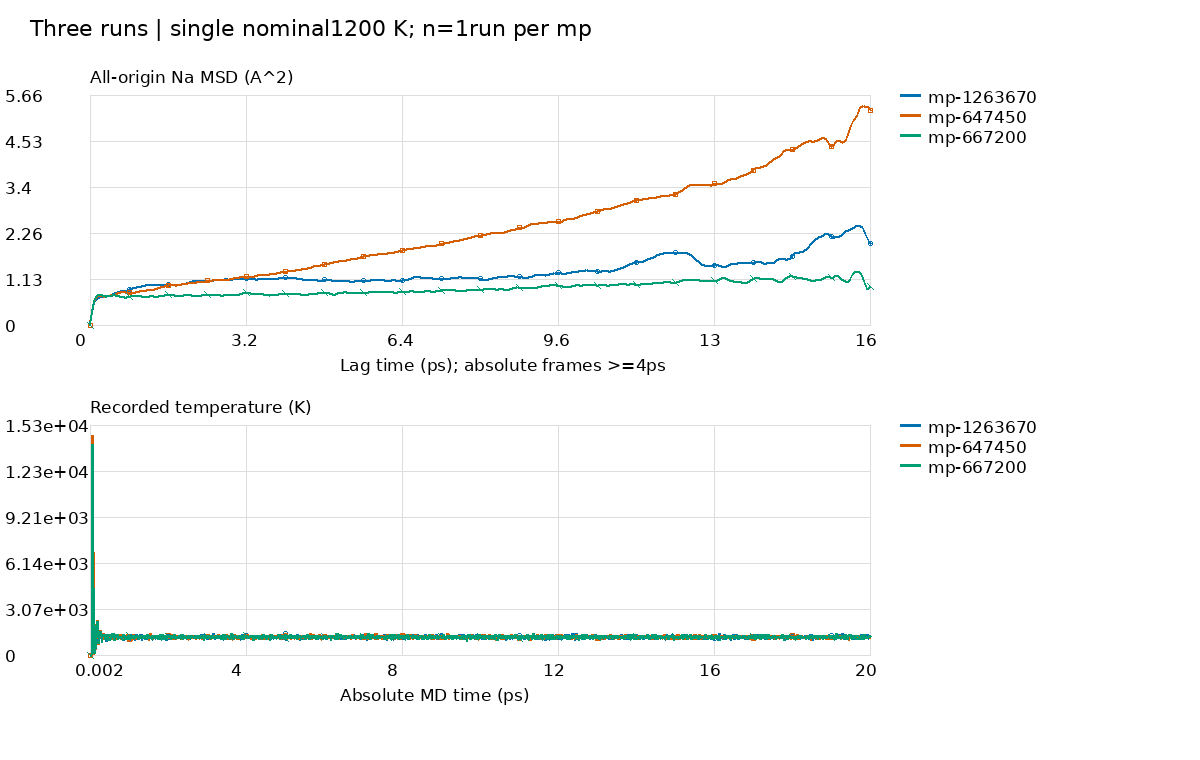 Three runs | single nominal1200 K; n=1run per mp
All-origin Na MSD (A^2)
5.66
4.53
3.4
2.26
1.13
0
0 3.2 6.4 9.6 13 16
Lag time (ps); absolute frames >=4ps
mp-1263670
mp-647450
mp-667200
Recorded temperature (K)
1.53e+04
1.23e+04
9.21e+03
6.14e+03
3.07e+03
0
0.002 4 8 12 16 20
Absolute MD time (ps)
mp-1263670
mp-647450
mp-667200